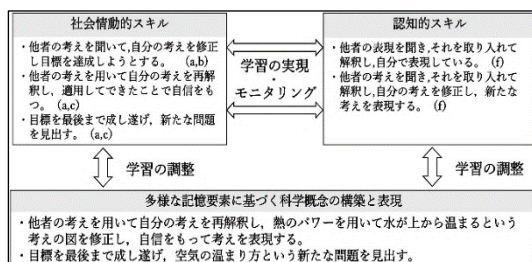 社会情動的スキル
・他者の考えを聞いて,自分の考えを修正
し目標を達成しようとする。 (a,b)
・他者の考えを用いて自分の考えを再解
釈し,適用してできたことで自信をも
つ。(a,c)
・目標を最後まで成し遂げ,新たな問題
を見出す。 (a,c)
学習の実現
・
モニタリング
認知的スキル
・他者の表現を聞き,それを取り入れて
解釈し,自分で表現している。 (f)
・他者の考えを聞き,それを取り入れて
解釈し,自分の考えを修正し,新たな
考えを表現する。 (f)
学習の調整
学習の調整
多様な記憶要素に基づく科学概念の構築と表現
・他者の考えを用いて自分の考えを再解釈し,熱のパワーを用いて水が上から温まるという
考えの図を修正し,自信をもって考えを表現する。
・目標を最後まで成し遂げ,空気の温まり方という新たな問題を見出す。